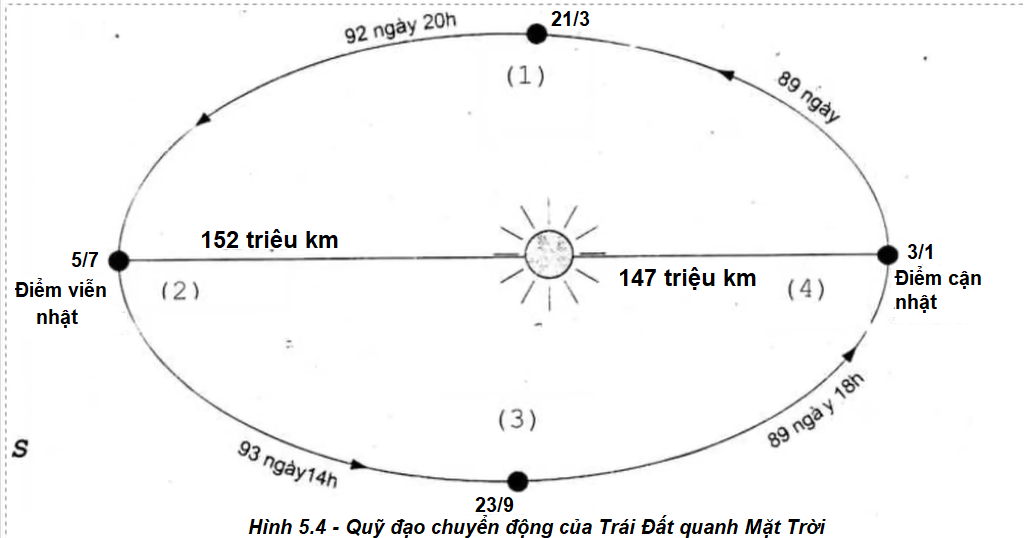 21/3
92 ngày 20h
(1)
89 ngày
152 triệu km
5/7
3/1
147 triệu km
Điểm viễn
nhật
(2)
(4)
Điểm cận
nhật
(3)
S
93 ngày14h
89 ngày 18h
23/9
Hình 5.4 - Quỹ đạo chuyển động của Trái Đất quanh Mặt Trời